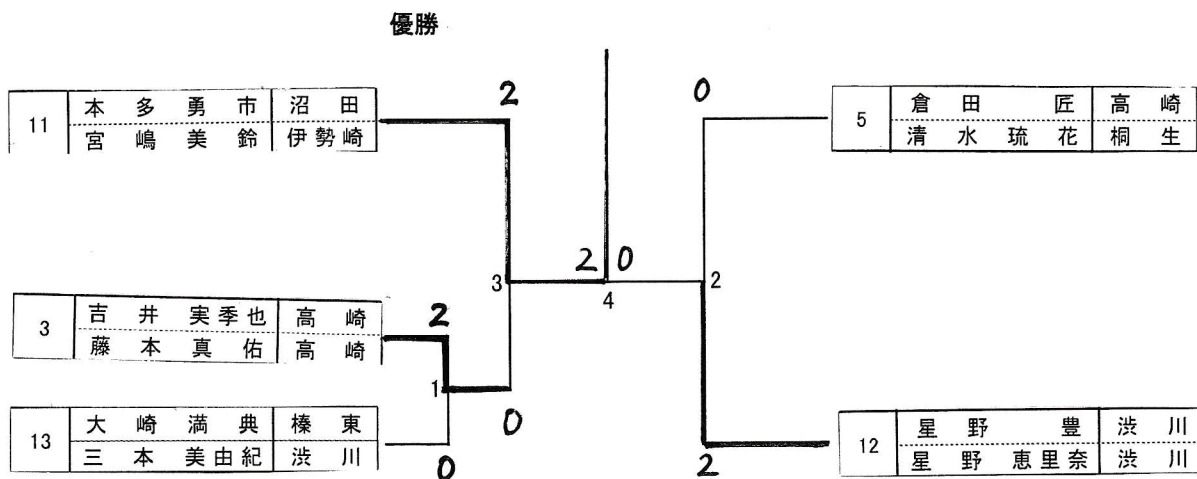 優勝
2
0
11 本多勇市 沼田
宮嶋美鈴 伊勢崎
5 倉田匠 高崎
清水琉花 桐生
2 0
3
4
2
3 吉井実季也 高崎
藤本真佑 高崎
2
1
0
13 大崎満典 榛東
三本美由紀 渋川
0
12 星野豊 渋川
星野恵里奈 渋川
2